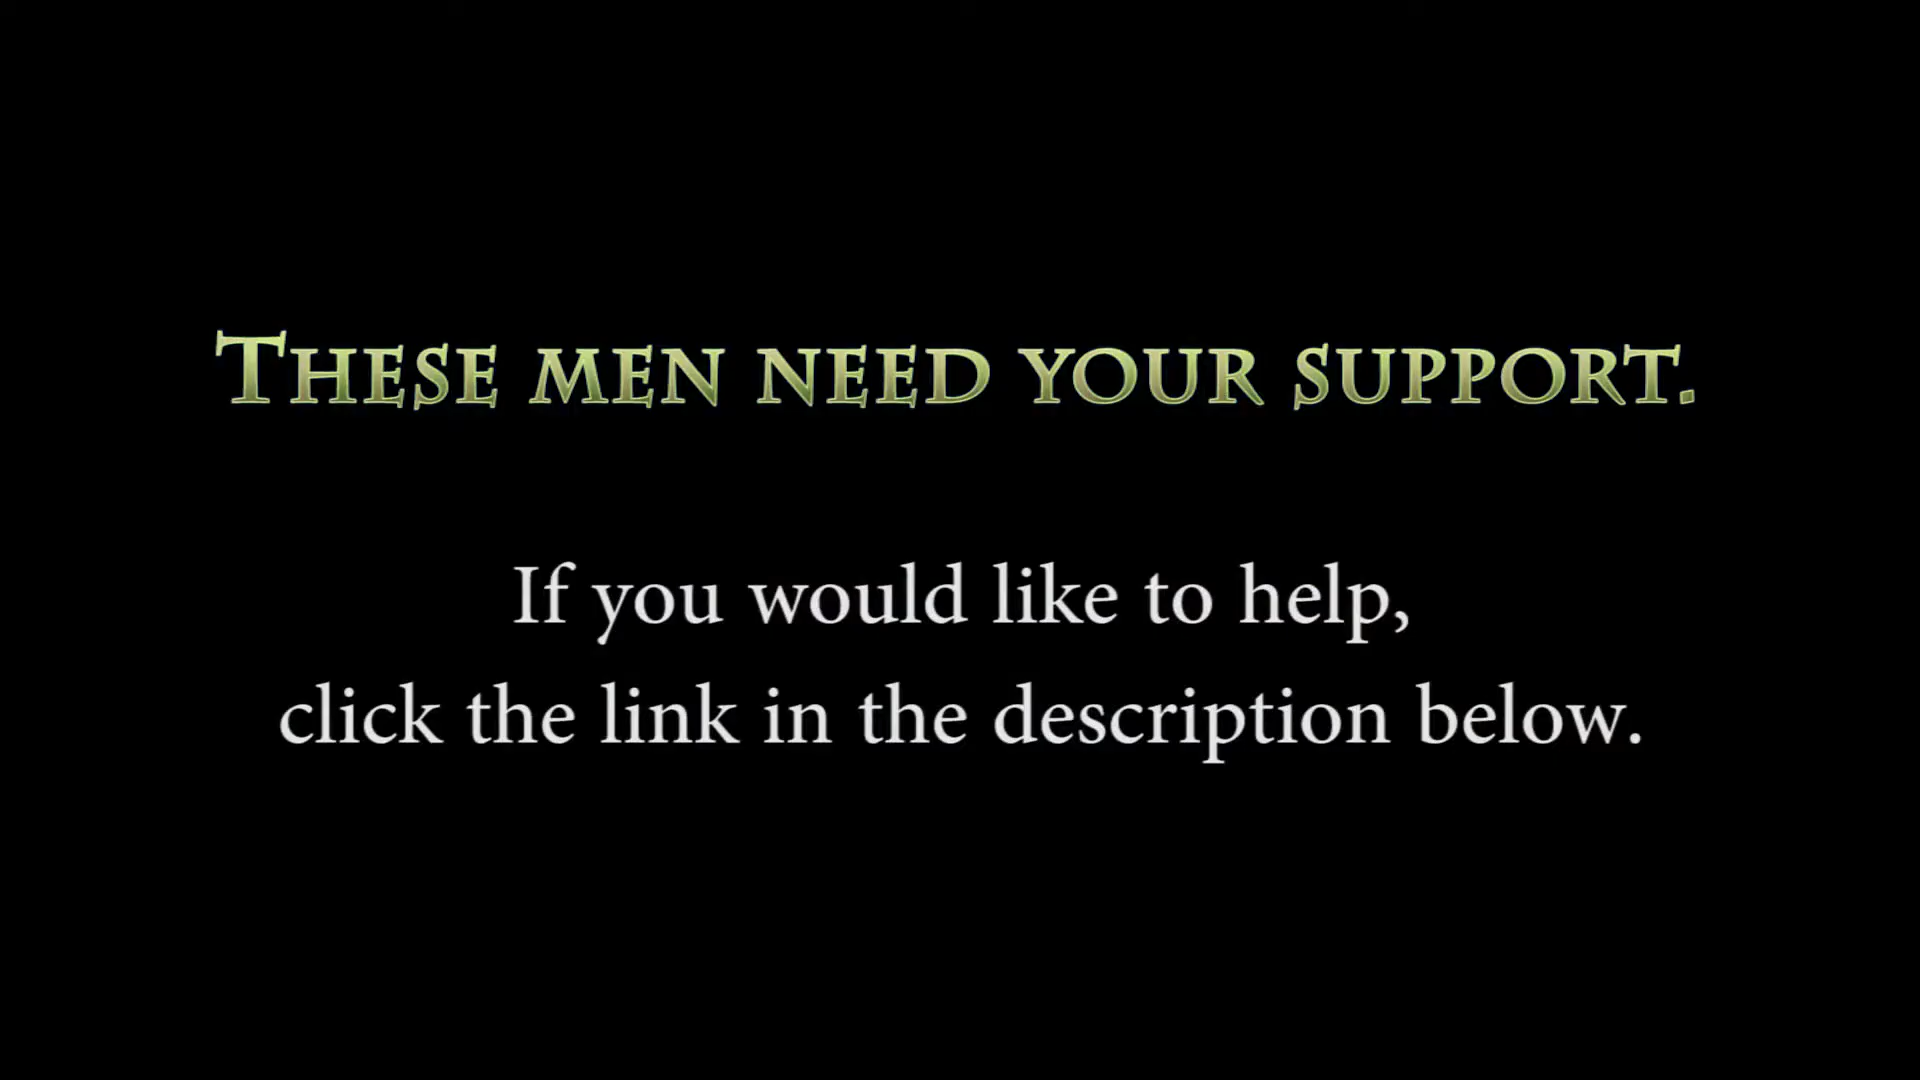 These men need your support.
If you would like to help,
click the link in the description below.